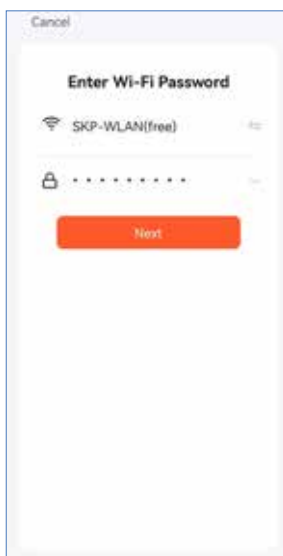 Cancel
Enter Wi-Fi Password
SKP-WLAN(free)
• • • • • • • • •
Next